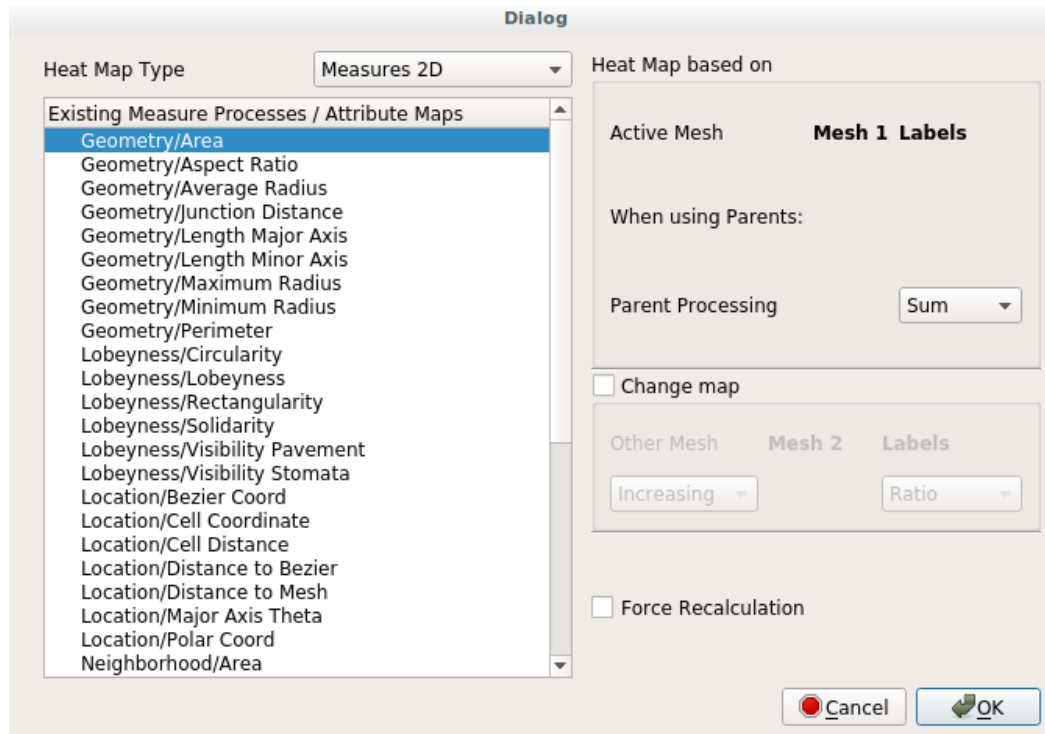 Dialog
Heat Map Type
Measures 2D
Existing Measure Processes / Attribute Maps
Geometry/Area
Geometry/Aspect Ratio
Geometry/Average Radius
Geometry/Junction Distance
Geometry/Length Major Axis
Geometry/Length Minor Axis
Geometry/Maximum Radius
Geometry/Minimum Radius
Geometry/Perimeter
Lobeyness/Circularity
Lobeyness/Lobeyness
Lobeyness/Rectangularity
Lobeyness/Solidarity
Lobeyness/Visibility Pavement
Lobeyness/Visibility Stomata
Location/Bezier Coord
Location/Cell Coordinate
Location/Cell Distance
Location/Distance to Bezier
Location/Distance to Mesh
Location/Major Axis Theta
Location/Polar Coord
Neighborhood/Area
Heat Map based on
Active Mesh Mesh 1 Labels
When using Parents:
Parent Processing Sum
Change map
Other Mesh Mesh 2 Labels
Increasing Ratio
Force Recalculation
Cancel OK